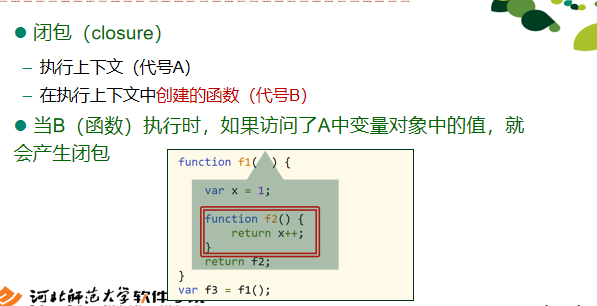 闭包（closure）
– 执行上下文（代号A）
– 在执行上下文中创建的函数（代号B）
当B（函数）执行时，如果访问了A中变量对象中的值，就
会产生闭包
function f1( ) {
var x = 1;
function f2() {
return x++;
}
return f2;
}
var f3 = f1();
河北师范大学软件学院